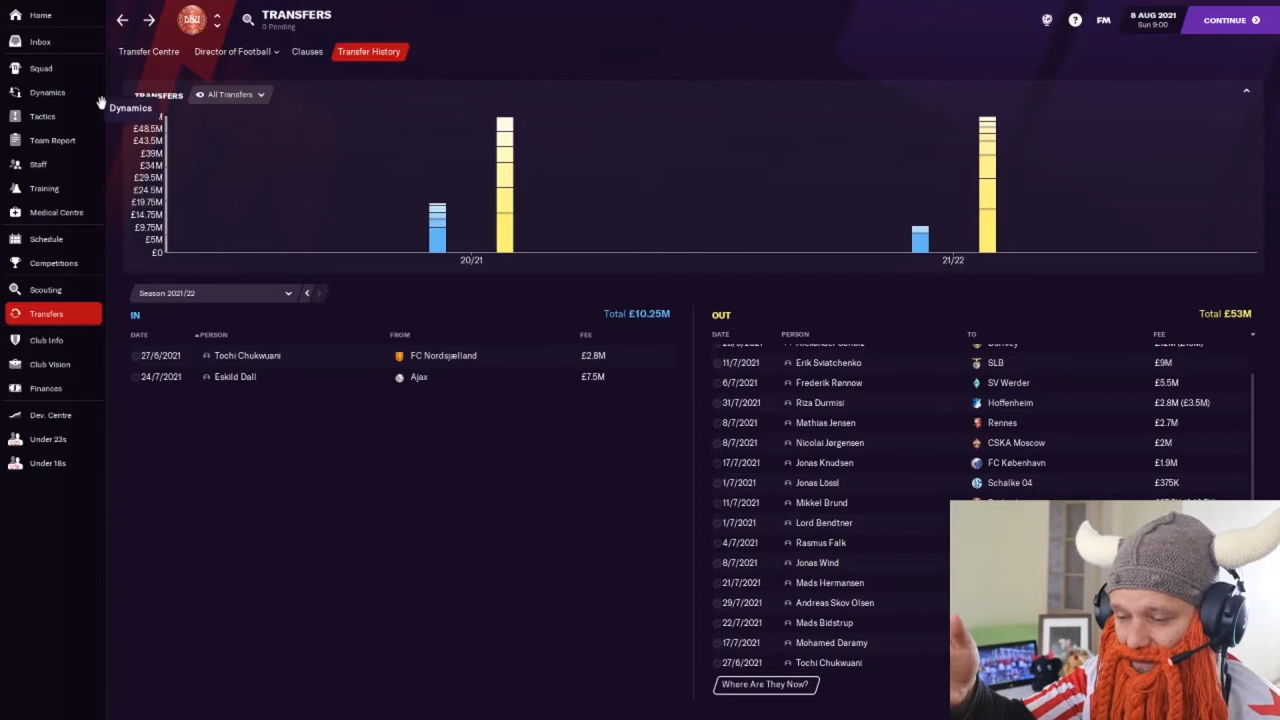 Home
Inbox
Squad
Dynamics
Tactics
Team Report
Staff
Training
Medical Centre
Schedule
Competitions
Scouting
Transfers
Club Info
Club Vision
Finances
Dev. Centre
Under 23s
Under 18s
Dynamics
DBU
TRANSFERS
0 Pending
? FM
8 AUG 2021
Sun 9:00
CONTINUE
Transfer Centre Director of Football Clauses Transfer History
TRANSFERS All Transfers
£48.5M
£43.5M
£39M
£34M
£29.5M
£24.5M
£19.75M
£14.75M
£9.75M
£5M
£0
20/21 21/22
Season 2021/22
IN Total £10.25M
DATE PERSON FROM FEE
27/6/2021 Tochi Chukwuani FC Nordsjælland £2.8M
24/7/2021 Eskild Dall Ajax £7.5M
OUT Total £53M
DATE PERSON TO FEE
11/7/2021 Erik Sviatchenko SLB £9M
6/7/2021 Frederik Rønnow SV Werder £5.5M
31/7/2021 Riza Durmisi Hoffenheim £2.8M (£3.5M)
8/7/2021 Mathias Jensen Rennes £2.7M
8/7/2021 Nicolai Jørgensen CSKA Moscow £2M
17/7/2021 Jonas Knudsen FC København £1.9M
1/7/2021 Jonas Lössl Schalke 04 £375K
11/7/2021 Mikkel Brund
1/7/2021 Lord Bendtner
4/7/2021 Rasmus Falk
8/7/2021 Jonas Wind
21/7/2021 Mads Hermansen
29/7/2021 Andreas Skov Olsen
22/7/2021 Mads Bidstrup
17/7/2021 Mohamed Daramy
27/6/2021 Tochi Chukwuani
Where Are They Now?